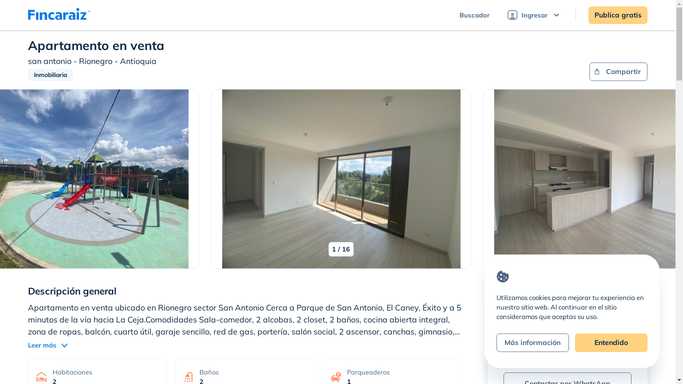 Fincaraiz
Buscador
Ingresar
Publica gratis
Apartamento en venta
san antonio - Rionegro - Antioquia
Inmobiliaria
Compartir
1 / 16
Descripción general
Apartamento en venta ubicado en Rionegro sector San Antonio Cerca a Parque de San Antonio, El Caney, Éxito y a 5
minutos de la vía hacia La Ceja.Comodidades Sala-comedor, 2 alcobas, 2 closet, 2 baños, cocina abierta integral,
zona de ropas, balcón, cuarto útil, garaje sencillo, red de gas, portería, salón social, 2 ascensor, canchas, gimnasio,...
Leer más
Habitaciones
2
Baños
2
Parqueaderos
1
Utilizamos cookies para mejorar tu experiencia en
nuestro sitio web. Al continuar en el sitio
consideramos que aceptas su uso.
Más información
Entendido
Contactar por WhatsApp